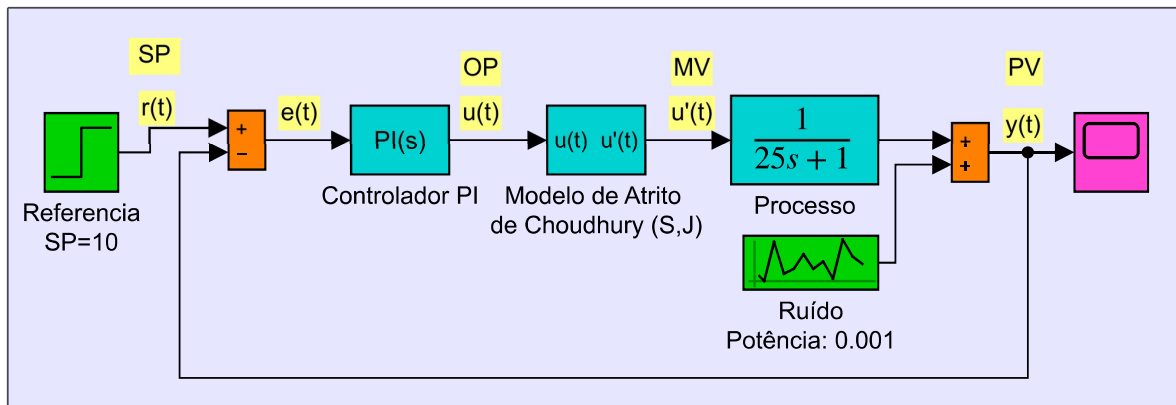 SP
OP
MV
PV
r(t)
e(t)
u(t)
u'(t)
y(t)
+
−
PI(s)
u(t) u'(t)
1
25s + 1
+
+
Referencia
SP=10
Controlador PI
Modelo de Atrito
de Choudhury (S,J)
Processo
Ruído
Potência: 0.001